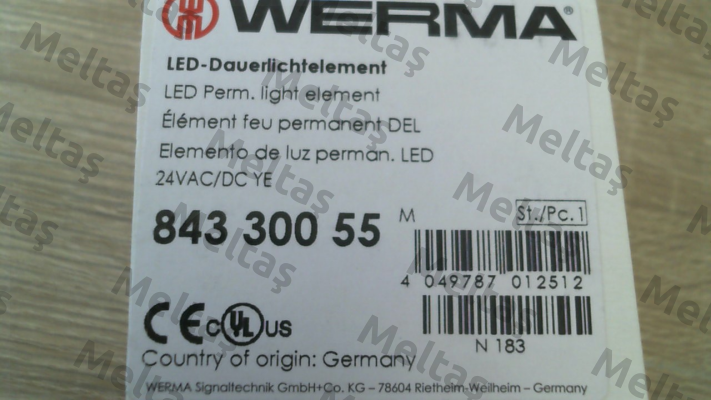 WERMA®
LED-Dauerlichtelement
LED Perm. light element
Élément feu permanent DEL
Elemento de luz perman. LED
24VAC/DC YE
843 300 55
M
St./Pc. 1
4 049787 012512
N 183
CE c UL us
Country of origin: Germany
WERMA Signaltechnik GmbH+Co. KG – 78604 Rietheim-Weilheim – Germany
Meltaş